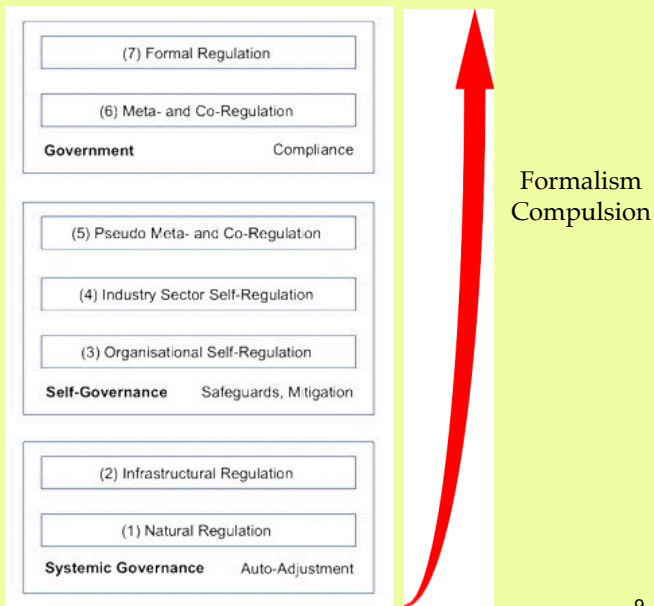 (7) Formal Regulation
(6) Meta- and Co-Regulation
Government Compliance
(5) Pseudo Meta- and Co-Regulation
(4) Industry Sector Self-Regulation
(3) Organisational Self-Regulation
Self-Governance Safeguards, Mitigation
(2) Infrastructural Regulation
(1) Natural Regulation
Systemic Governance Auto-Adjustment
Formalism
Compulsion
9